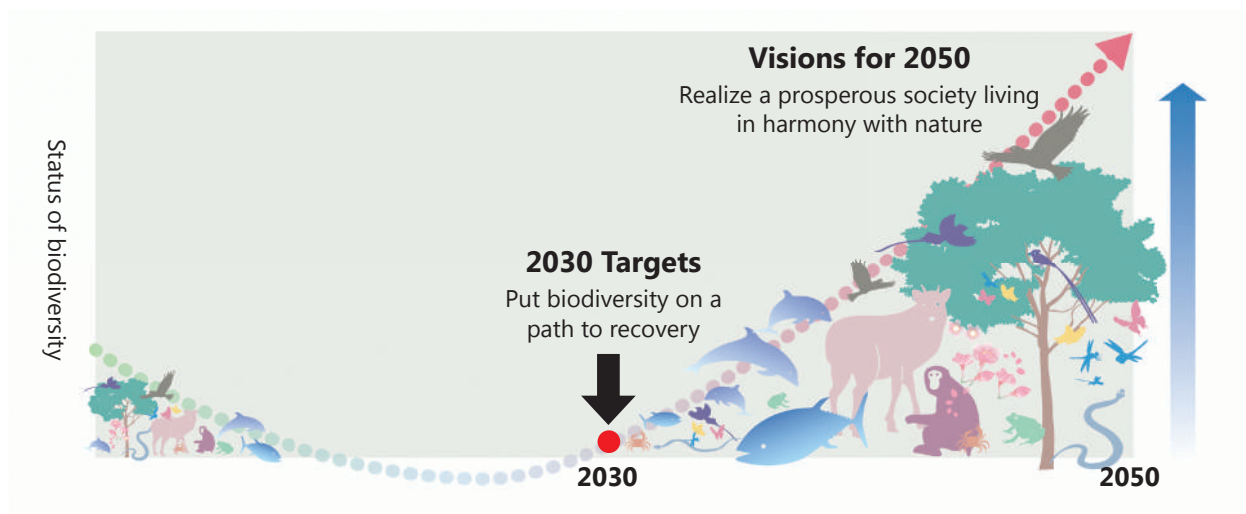 Visions for 2050
Realize a prosperous society living
in harmony with nature
Status of biodiversity
2030 Targets
Put biodiversity on a
path to recovery
2030
2050